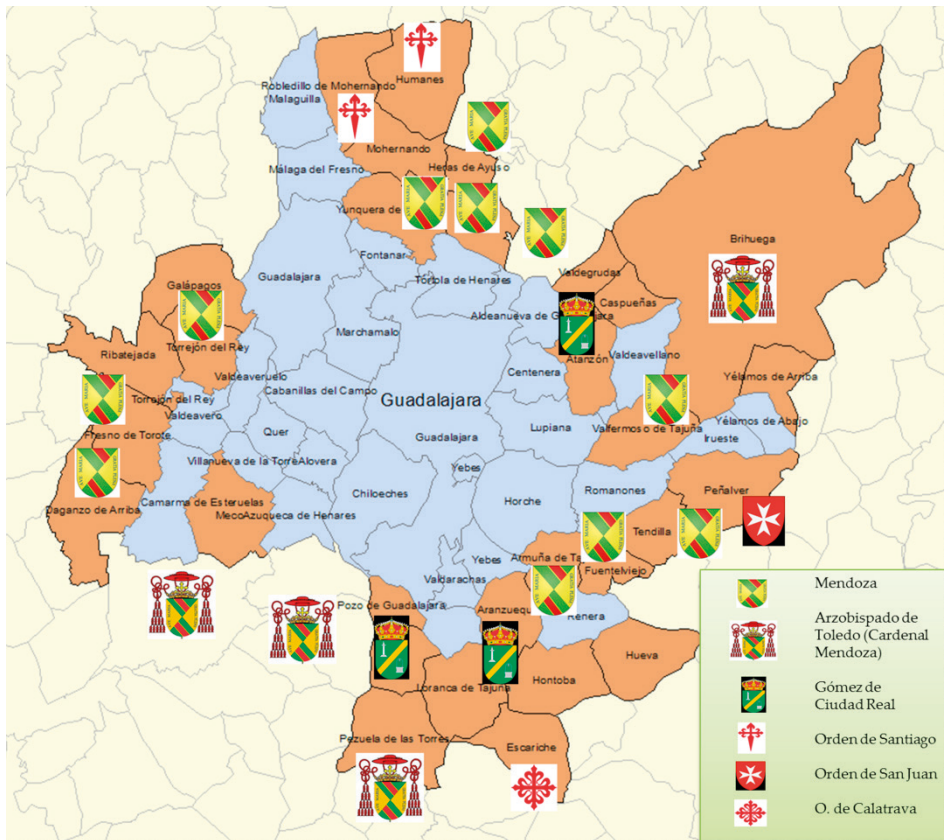 Humanes
Robledillo de Mohernando
Malaguilla
Mohernando
Heras de Ayuso
Málaga del Fresno
Yunquera de
Fontanar
Brihuega
Guadalajara
Tórtola de Henares
Valdegrudas
Galápagos
Caspueñas
Aldeanueva de G
jara
Marchamalo
Torrejón del Rey
Ribatejada
Atanzón
Valdeavellano
Centenera
Valdeaveruelo
Cabanillas del Campo
Yélamos de Arriba
Torrejón del Rey
Guadalajara
Valdeavero
Fresno de Torote
Quer
Guadalajara
Lupiana
Valfermoso de Tajuña
Yélamos de Abajo
Irueste
Villanueva de la Torre
Alovera
Yebes
Chiloeches
Horche
Romanones
Peñalver
Camarma de Esteruelas
Daganzo de Arriba
Meco
Azuqueca de Henares
Tendilla
Yebes
Armuña de Ta
Fuentelviejo
Valdarachas
Pozo de Guadalajara
Aranzuequ
Renera
Hueva
Loranca de Tajuña
Hontoba
Pezuela de las Torres
Escariche
Mendoza
Arzobispado de
Toledo (Cardenal
Mendoza)
Gómez de
Ciudad Real
Orden de Santiago
Orden de San Juan
O. de Calatrava